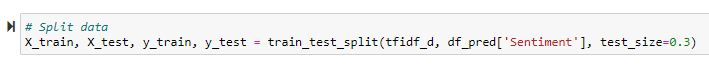 # Split data
X_train, X_test, y_train, y_test = train_test_split(tfidf_d, df_pred['Sentiment'], test_size=0.3)